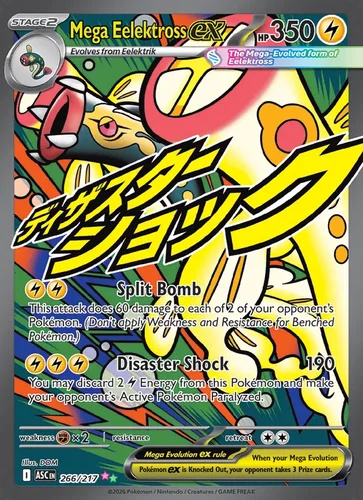 STAGE 2
Mega Eelektross ex
HP 350
Evolves from Eelektrik
The Mega-Evolved form of
Eelektross
ディザスター
ショック
Split Bomb
This attack does 60 damage to each of 2 of your opponent's
Pokémon. (Don't apply Weakness and Resistance for Benched
Pokémon.)
Disaster Shock 190
You may discard 2 Energy from this Pokémon and make
your opponent's Active Pokémon Paralyzed.
weakness ×2 resistance retreat
Illus. DOM
Mega Evolution ex rule
I ASC EN 266/217
When your Mega Evolution
Pokémon ex is Knocked Out, your opponent takes 3 Prize cards.
©2026 Pokémon / Nintendo / Creatures / GAME FREAK